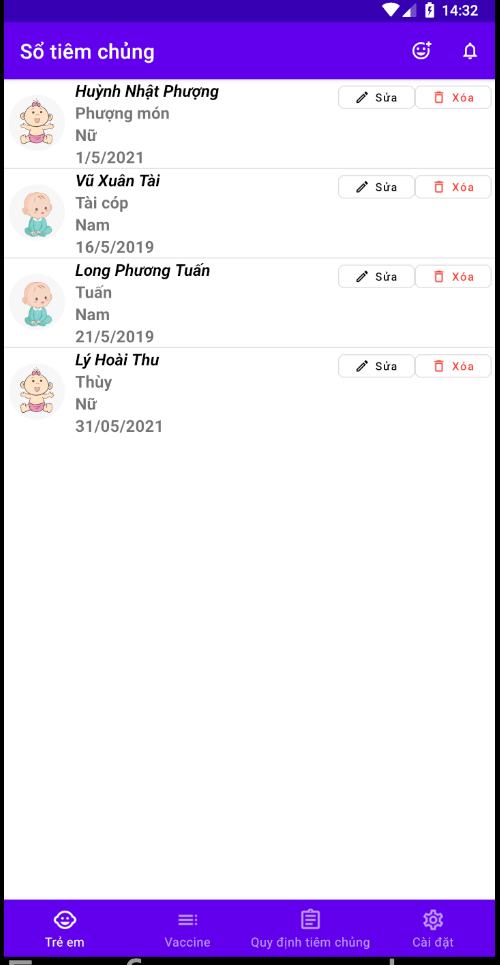 14:32
Sổ tiêm chủng
Huỳnh Nhật Phượng
Sửa
Xóa
Phượng món
Nữ
1/5/2021
Vũ Xuân Tài
Sửa
Xóa
Tài cóp
Nam
16/5/2019
Long Phương Tuấn
Sửa
Xóa
Tuấn
Nam
21/5/2019
Lý Hoài Thu
Sửa
Xóa
Thùy
Nữ
31/05/2021
Trẻ em
Vaccine
Quy định tiêm chủng
Cài đặt